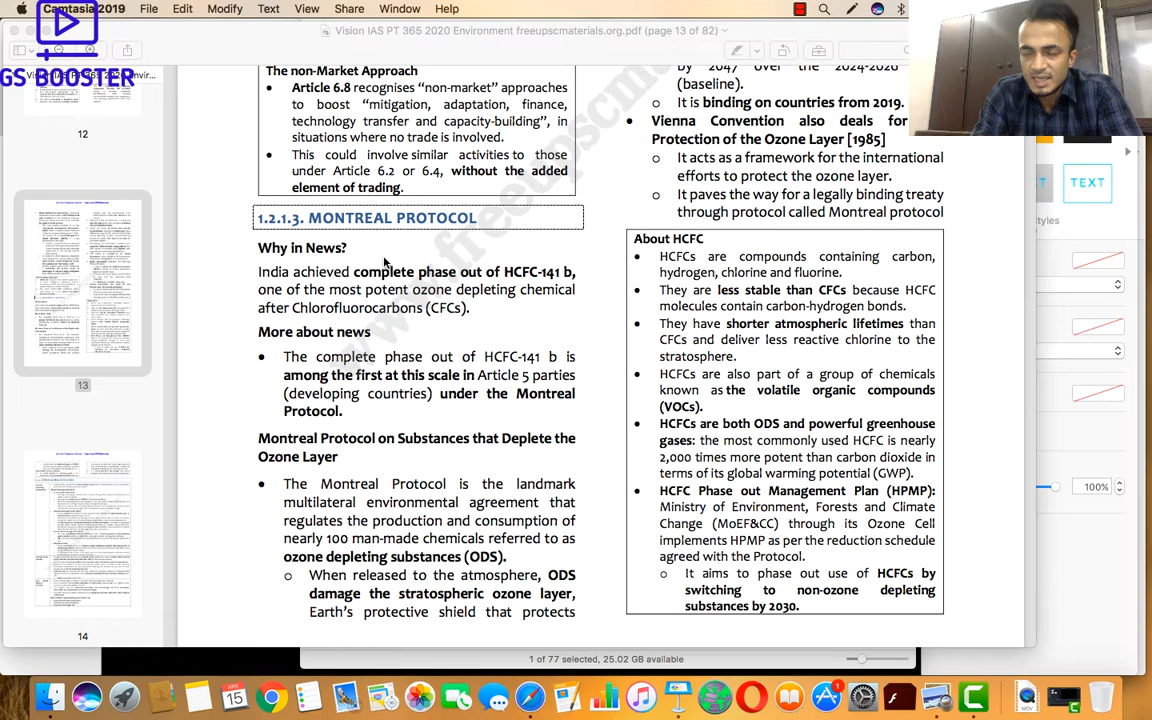 Camtasia 2019 File Edit Modify Text View Share Window Help
Vision IAS PT 365 2020 Environment freeupscmaterials.org.pdf (page 13 of 82)
GS BOOSTER
12
13
14
The non-Market Approach
Article 6.8 recognises "non-market" approaches
to boost "mitigation, adaptation, finance,
technology transfer and capacity-building", in
situations where no trade is involved.
This could involve similar activities to those
under Article 6.2 or 6.4, without the added
element of trading.
1.2.1.3. MONTREAL PROTOCOL
Why in News?
India achieved complete phase out of HCFC-141 b,
one of the most potent ozone depleting chemical
after Chlorofluorocarbons (CFCs).
More about news
The complete phase out of HCFC-141 b is
among the first at this scale in Article 5 parties
(developing countries) under the Montreal
Protocol.
Montreal Protocol on Substances that Deplete the
Ozone Layer
The Montreal Protocol is the landmark
multilateral environmental agreement that
regulates the production and consumption of
nearly 100 man-made chemicals referred to as
ozone depleting substances (ODS).
When released to the atmosphere, ODS
damage the stratospheric ozone layer,
Earth's protective shield that protects
by 2047 over the 2024-2026
(baseline).
It is binding on countries from 2019.
Vienna Convention also deals for
Protection of the Ozone Layer [1985]
It acts as a framework for the international
efforts to protect the ozone layer.
It paves the way for a legally binding treaty
through protocol called Montreal protocol
About HCFC
HCFCs are compounds containing carbon,
hydrogen, chlorine and fluorine.
They are less stable than CFCs because HCFC
molecules contain carbon-hydrogen bonds.
They have shorter atmospheric lifetimes than
CFCs and deliver less reactive chlorine to the
stratosphere.
HCFCs are also part of a group of chemicals
known as the volatile organic compounds
(VOCs).
HCFCs are both ODS and powerful greenhouse
gases: the most commonly used HCFC is nearly
2,000 times more potent than carbon dioxide in
terms of its global warming potential (GWP).
HCFC Phase out Management Plan (HPMP):
Ministry of Environment, Forests and Climate
Change (MoEF&CC) through its Ozone Cell
implements HPMP as per the reduction schedule
agreed with the Protocol.
It aims to phase out use of HCFCs by
switching to non-ozone depleting
substances by 2030.
TEXT
100%
1 of 77 selected, 25.02 GB available
APR
15